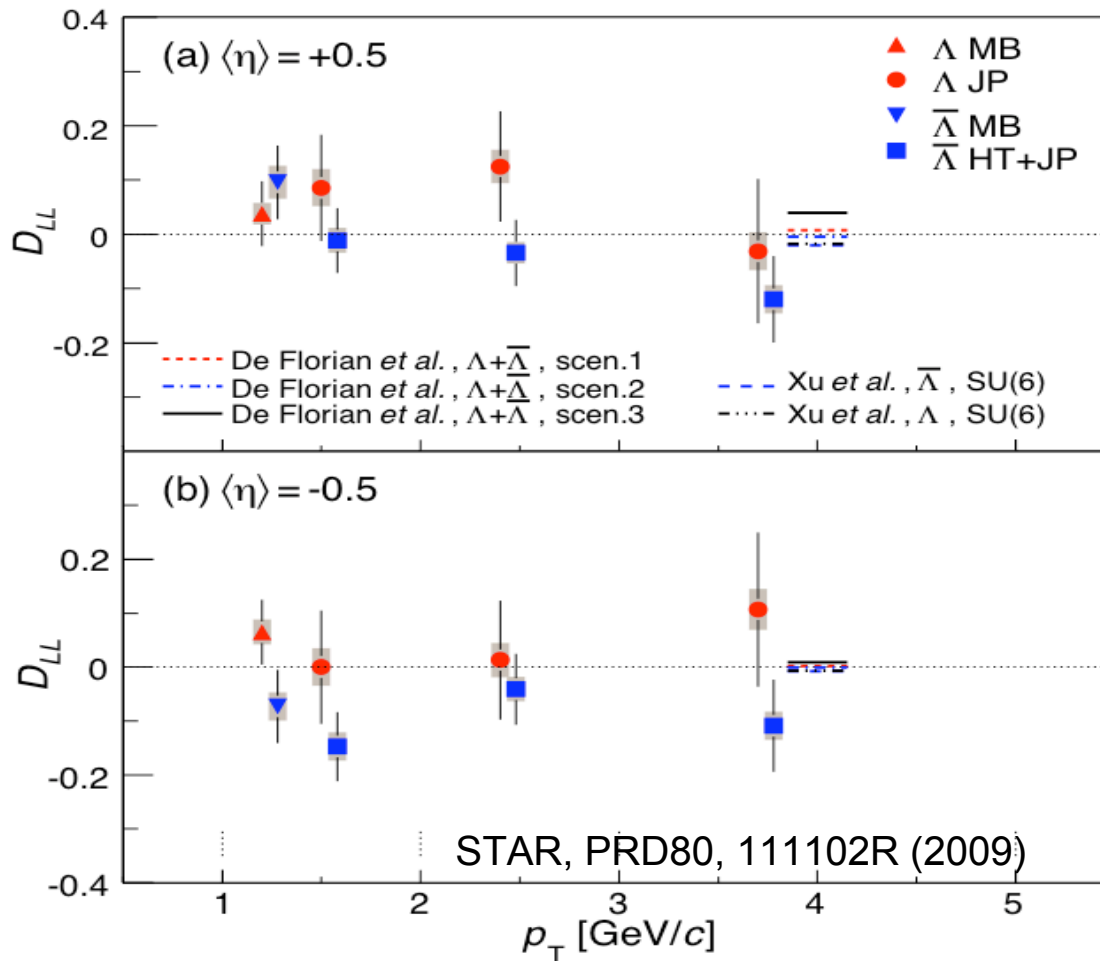 0.4
(a) ⟨η⟩ = +0.5
Λ MB
Λ JP
Λ̅ MB
Λ̅ HT+JP
0.2
0
-0.2
D_LL
De Florian et al. , Λ+Λ̅ , scen.1
De Florian et al. , Λ+Λ̅ , scen.2
De Florian et al. , Λ+Λ̅ , scen.3
Xu et al. , Λ̅ , SU(6)
Xu et al. , Λ , SU(6)
(b) ⟨η⟩ = -0.5
0.2
0
-0.2
-0.4
D_LL
STAR, PRD80, 111102R (2009)
1 2 3 4 5
p_T [GeV/c]